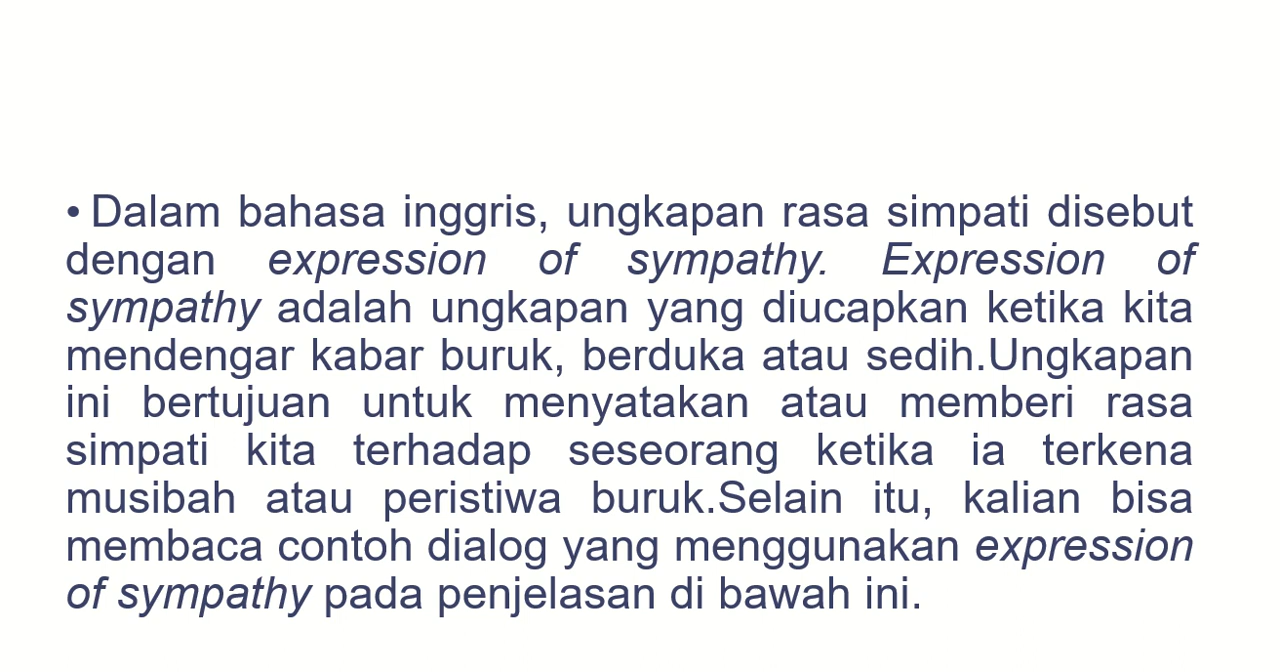 • Dalam bahasa inggris, ungkapan rasa simpati disebut
dengan expression of sympathy. Expression of
sympathy adalah ungkapan yang diucapkan ketika kita
mendengar kabar buruk, berduka atau sedih.Ungkapan
ini bertujuan untuk menyatakan atau memberi rasa
simpati kita terhadap seseorang ketika ia terkena
musibah atau peristiwa buruk.Selain itu, kalian bisa
membaca contoh dialog yang menggunakan expression
of sympathy pada penjelasan di bawah ini.